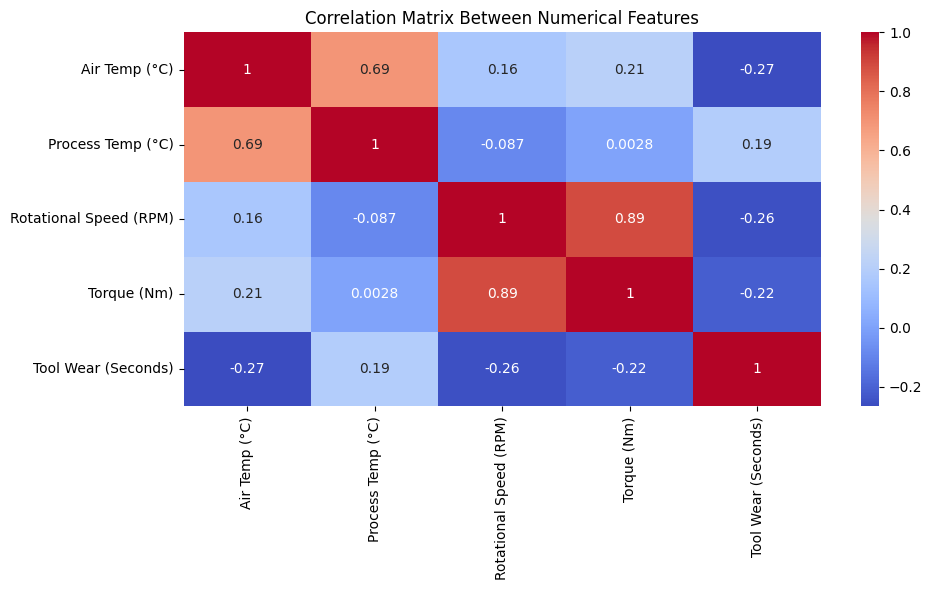 Correlation Matrix Between Numerical Features
Air Temp (°C) 1 0.69 0.16 0.21 -0.27
Process Temp (°C) 0.69 1 -0.087 0.0028 0.19
Rotational Speed (RPM) 0.16 -0.087 1 0.89 -0.26
Torque (Nm) 0.21 0.0028 0.89 1 -0.22
Tool Wear (Seconds) -0.27 0.19 -0.26 -0.22 1
Air Temp (°C)
Process Temp (°C)
Rotational Speed (RPM)
Torque (Nm)
Tool Wear (Seconds)
1.0
0.8
0.6
0.4
0.2
0.0
−0.2